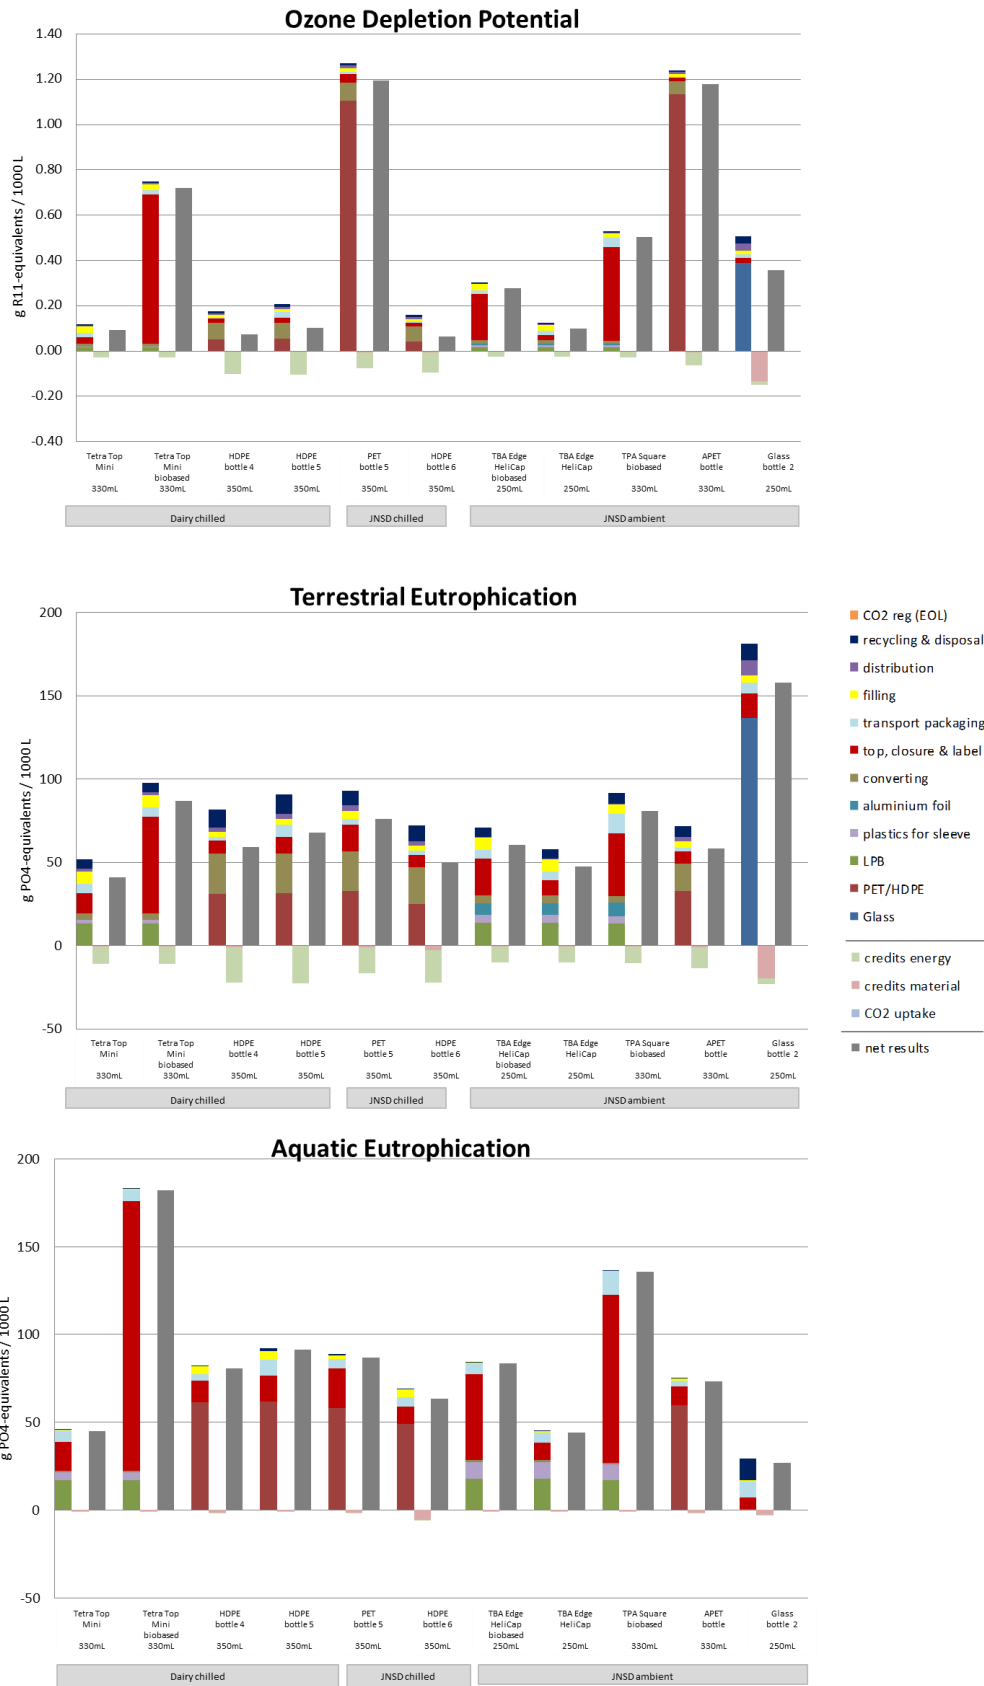 Ozone Depletion Potential
g R11-equivalents / 1000 L
1.40
1.20
1.00
0.80
0.60
0.40
0.20
0.00
-0.20
-0.40
Tetra Top Mini 330mL
Tetra Top Mini biobased 330mL
HDPE bottle 4 350mL
HDPE bottle 5 350mL
PET bottle 5 350mL
HDPE bottle 6 350mL
TBA Edge HeliCap biobased 250mL
TBA Edge HeliCap 250mL
TPA Square biobased 330mL
APET bottle 330mL
Glass bottle 2 250mL
Dairy chilled
JNSD chilled
JNSD ambient
Terrestrial Eutrophication
g PO4-equivalents / 1000 L
200
150
100
50
0
-50
Tetra Top Mini 330mL
Tetra Top Mini biobased 330mL
HDPE bottle 4 350mL
HDPE bottle 5 350mL
PET bottle 5 350mL
HDPE bottle 6 350mL
TBA Edge HeliCap biobased 250mL
TBA Edge HeliCap 250mL
TPA Square biobased 330mL
APET bottle 330mL
Glass bottle 2 250mL
Dairy chilled
JNSD chilled
JNSD ambient
CO2 reg (EOL)
recycling & disposal
distribution
filling
transport packaging
top, closure & label
converting
aluminium foil
plastics for sleeve
LPB
PET/HDPE
Glass
credits energy
credits material
CO2 uptake
net results
Aquatic Eutrophication
g PO4-equivalents / 1000 L
200
150
100
50
0
-50
Tetra Top Mini 330mL
Tetra Top Mini biobased 330mL
HDPE bottle 4 350mL
HDPE bottle 5 350mL
PET bottle 5 350mL
HDPE bottle 6 350mL
TBA Edge HeliCap biobased 250mL
TBA Edge HeliCap 250mL
TPA Square biobased 330mL
APET bottle 330mL
Glass bottle 2 250mL
Dairy chilled
JNSD chilled
JNSD ambient